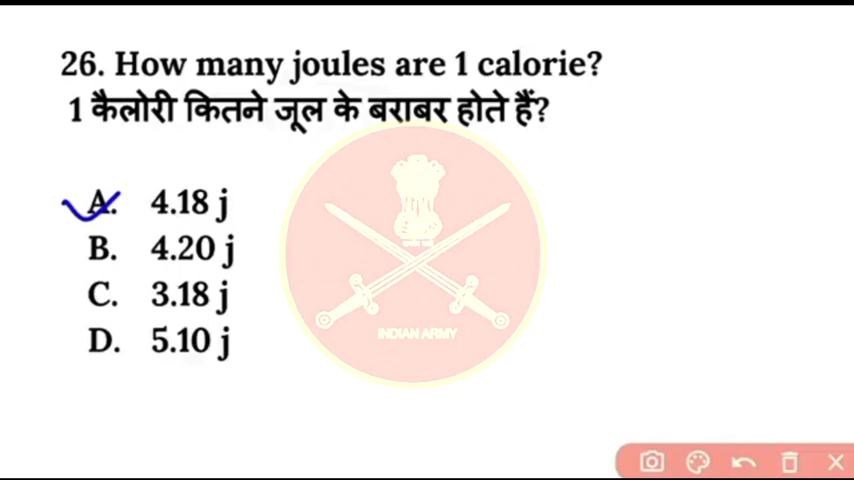 26. How many joules are 1 calorie?
1 कैलोरी कितने जूल के बराबर होते हैं?
A. 4.18 j
B. 4.20 j
C. 3.18 j
D. 5.10 j
INDIAN ARMY